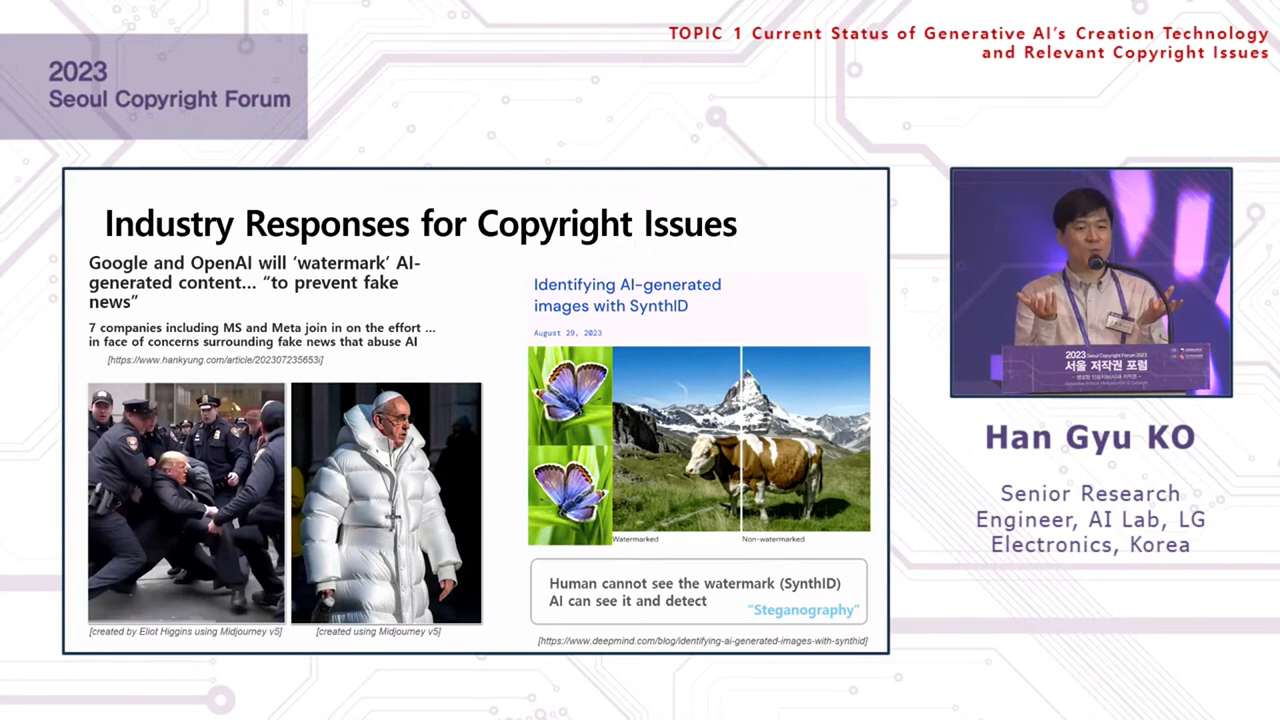 TOPIC 1 Current Status of Generative AI's Creation Technology
and Relevant Copyright Issues
2023
Seoul Copyright Forum
Industry Responses for Copyright Issues
Google and OpenAI will ‘watermark’ AI-
generated content... “to prevent fake
news”
7 companies including MS and Meta join in on the effort ...
in face of concerns surrounding fake news that abuse AI
[https://www.hankyung.com/article/202307235653i]
[created by Eliot Higgins using Midjourney v5]
[created using Midjourney v5]
Identifying AI-generated
images with SynthID
August 29, 2023
Watermarked
Non-watermarked
Human cannot see the watermark (SynthID)
AI can see it and detect
“Steganography”
[https://www.deepmind.com/blog/identifying-ai-generated-images-with-synthid]
2023 Seoul Copyright Forum 2023
서울 저작권 포럼
Han Gyu KO
Senior Research
Engineer, AI Lab, LG
Electronics, Korea